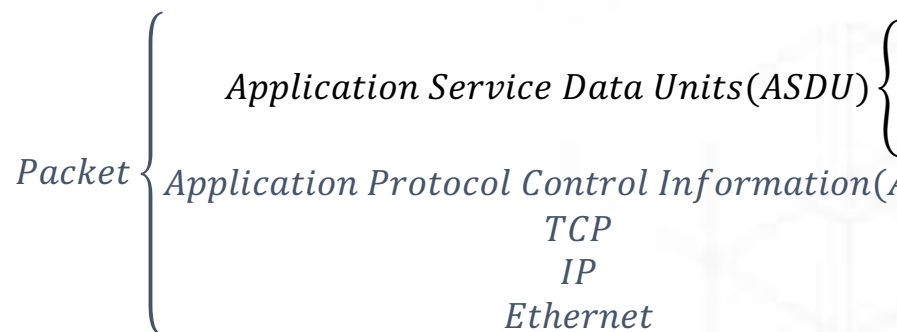 Application Service Data Units(ASDU)
Packet
Application Protocol Control Information(
TCP
IP
Ethernet